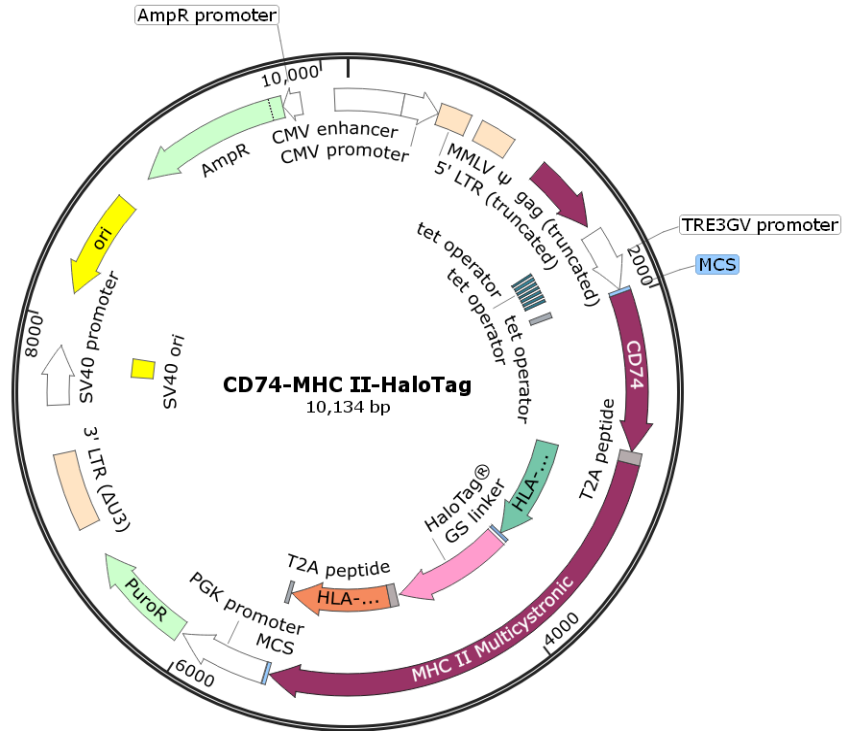 AmpR promoter
10,000
CMV enhancer
CMV promoter
AmpR
MMLV Ψ
5' LTR (truncated)
gag (truncated)
TRE3GV promoter
2000
MCS
tet operator
tet operator
tet operator
ori
SV40 promoter
8000
SV40 ori
CD74-MHC II-HaloTag
10,134 bp
CD74
T2A peptide
3' LTR (ΔU3)
HaloTag®
GS linker
HLA-...
T2A peptide
HLA-...
PGK promoter
MCS
PuroR
MHC II Multicystronic
4000
6000